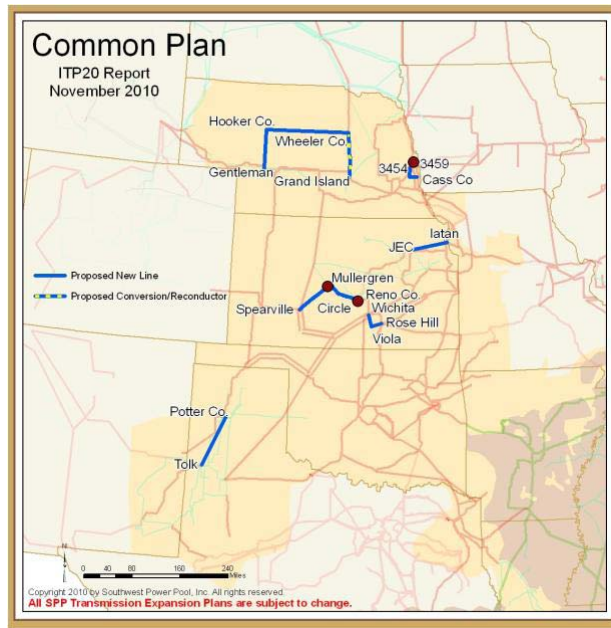 Common Plan
ITP20 Report
November 2010
Hooker Co.
Wheeler Co.
Gentleman
Grand Island
3454
3459
Cass Co
Iatan
JEC
Proposed New Line
Proposed Conversion/Reconductor
Mullergren
Reno Co.
Spearville
Circle
Wichita
Rose Hill
Viola
Potter Co.
Tolk
N
0 40 80 160 240
Miles
Copyright 2010 by Southwest Power Pool, Inc. All rights reserved.
All SPP Transmission Expansion Plans are subject to change.